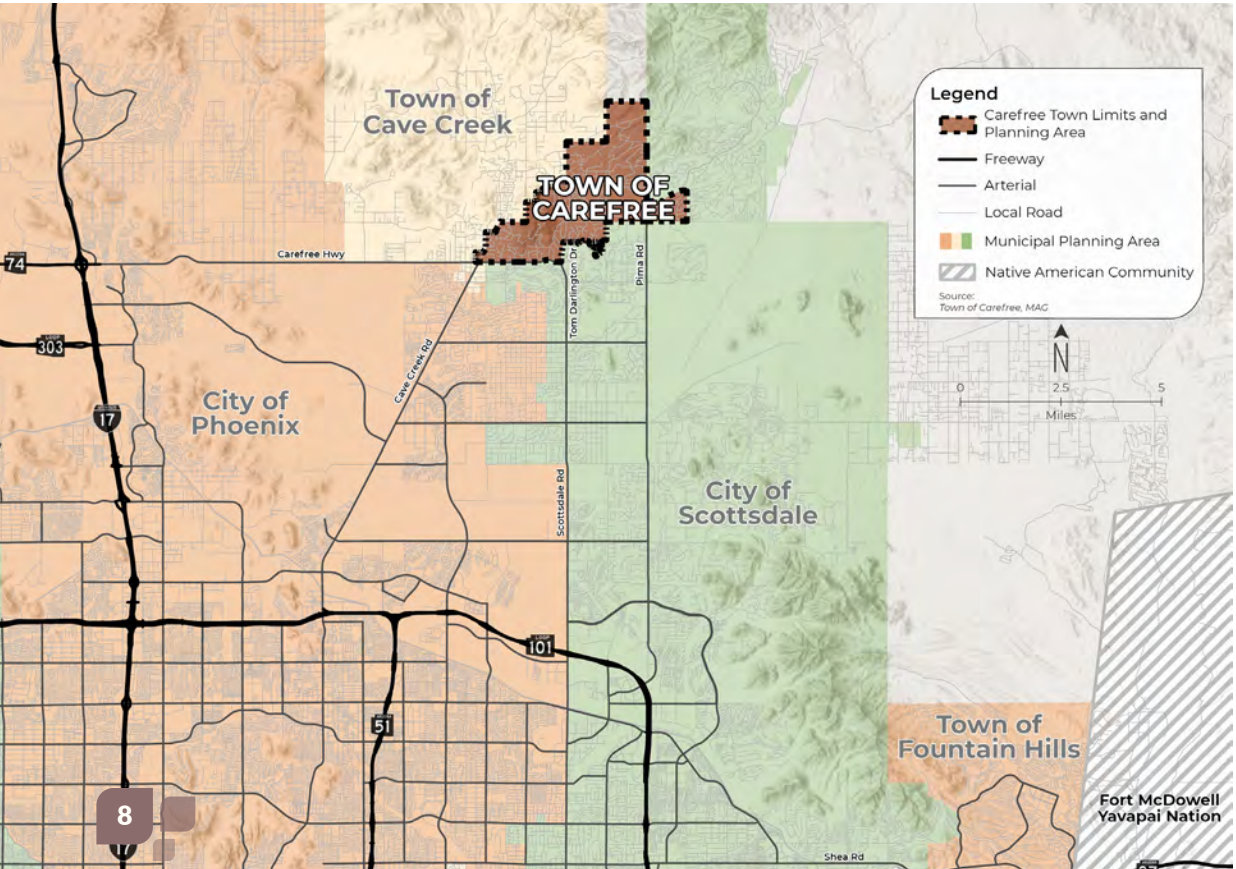 Town of
Cave Creek
TOWN OF
CAREFREE
Legend
Carefree Town Limits and
Planning Area
Freeway
Arterial
Local Road
Municipal Planning Area
Native American Community
Source:
Town of Carefree, MAG
N
0 2.5 5
Miles
Carefree Hwy
74
LOOP
303
17
Cave Creek Rd
Tom Darlington Dr
Pima Rd
City of
Phoenix
Scottsdale Rd
City of
Scottsdale
LOOP
101
51
Town of
Fountain Hills
Fort McDowell
Yavapai Nation
Shea Rd
8